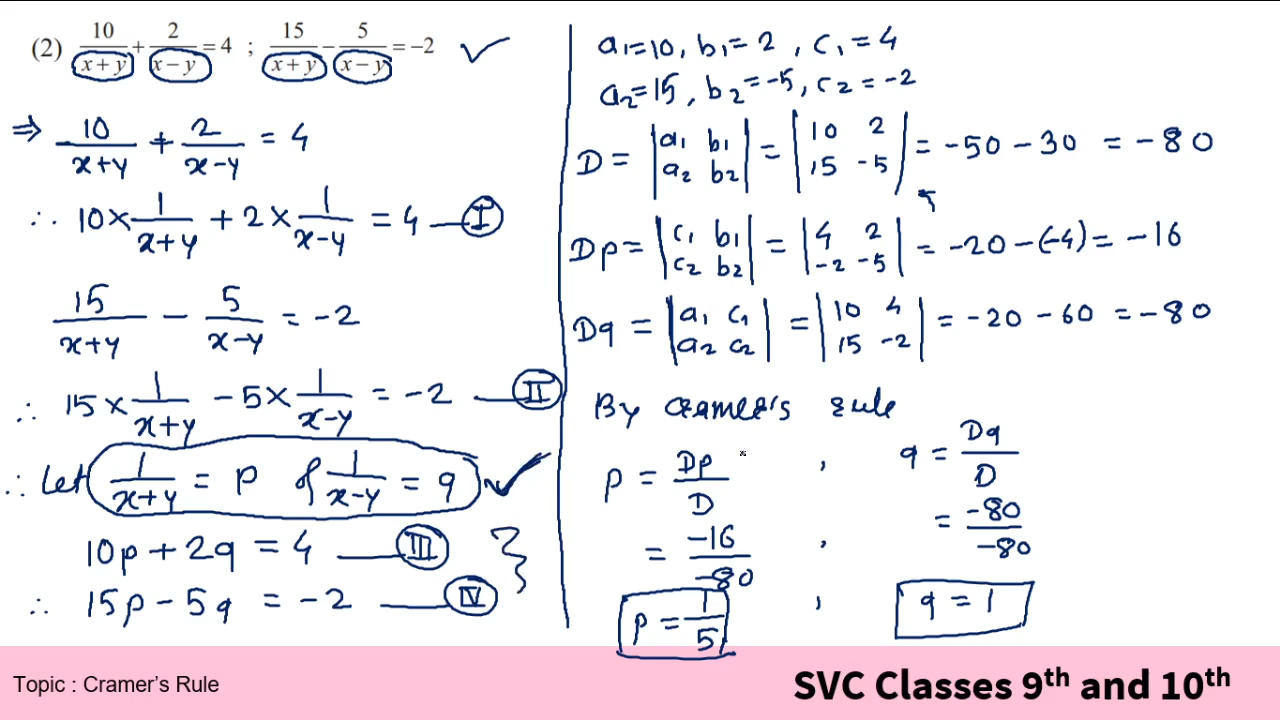 (2) 10/(x+y) + 2/(x−y) = 4 ; 15/(x+y) − 5/(x−y) = −2
⇒ 10/(x+y) + 2/(x−y) = 4
∴ 10 × 1/(x+y) + 2 × 1/(x−y) = 4 — I
15/(x+y) − 5/(x−y) = −2
∴ 15 × 1/(x+y) − 5 × 1/(x−y) = −2 — II
∴ Let 1/(x+y) = p & 1/(x−y) = q
10p + 2q = 4 — III
∴ 15p − 5q = −2 — IV
a1=10, b1=2, c1=4
a2=15, b2=-5, c2=-2
D = |a1 b1; a2 b2| = |10 2; 15 -5| = -50 - 30 = -80
Dp = |c1 b1; c2 b2| = |4 2; -2 -5| = -20 - (-4) = -16
Dq = |a1 c1; a2 c2| = |10 4; 15 -2| = -20 - 60 = -80
By Cramer's rule
p = Dp/D , q = Dq/D
= -16/-80 , = -80/-80
p = 1/5 , q = 1
Topic : Cramer's Rule
SVC Classes 9th and 10th